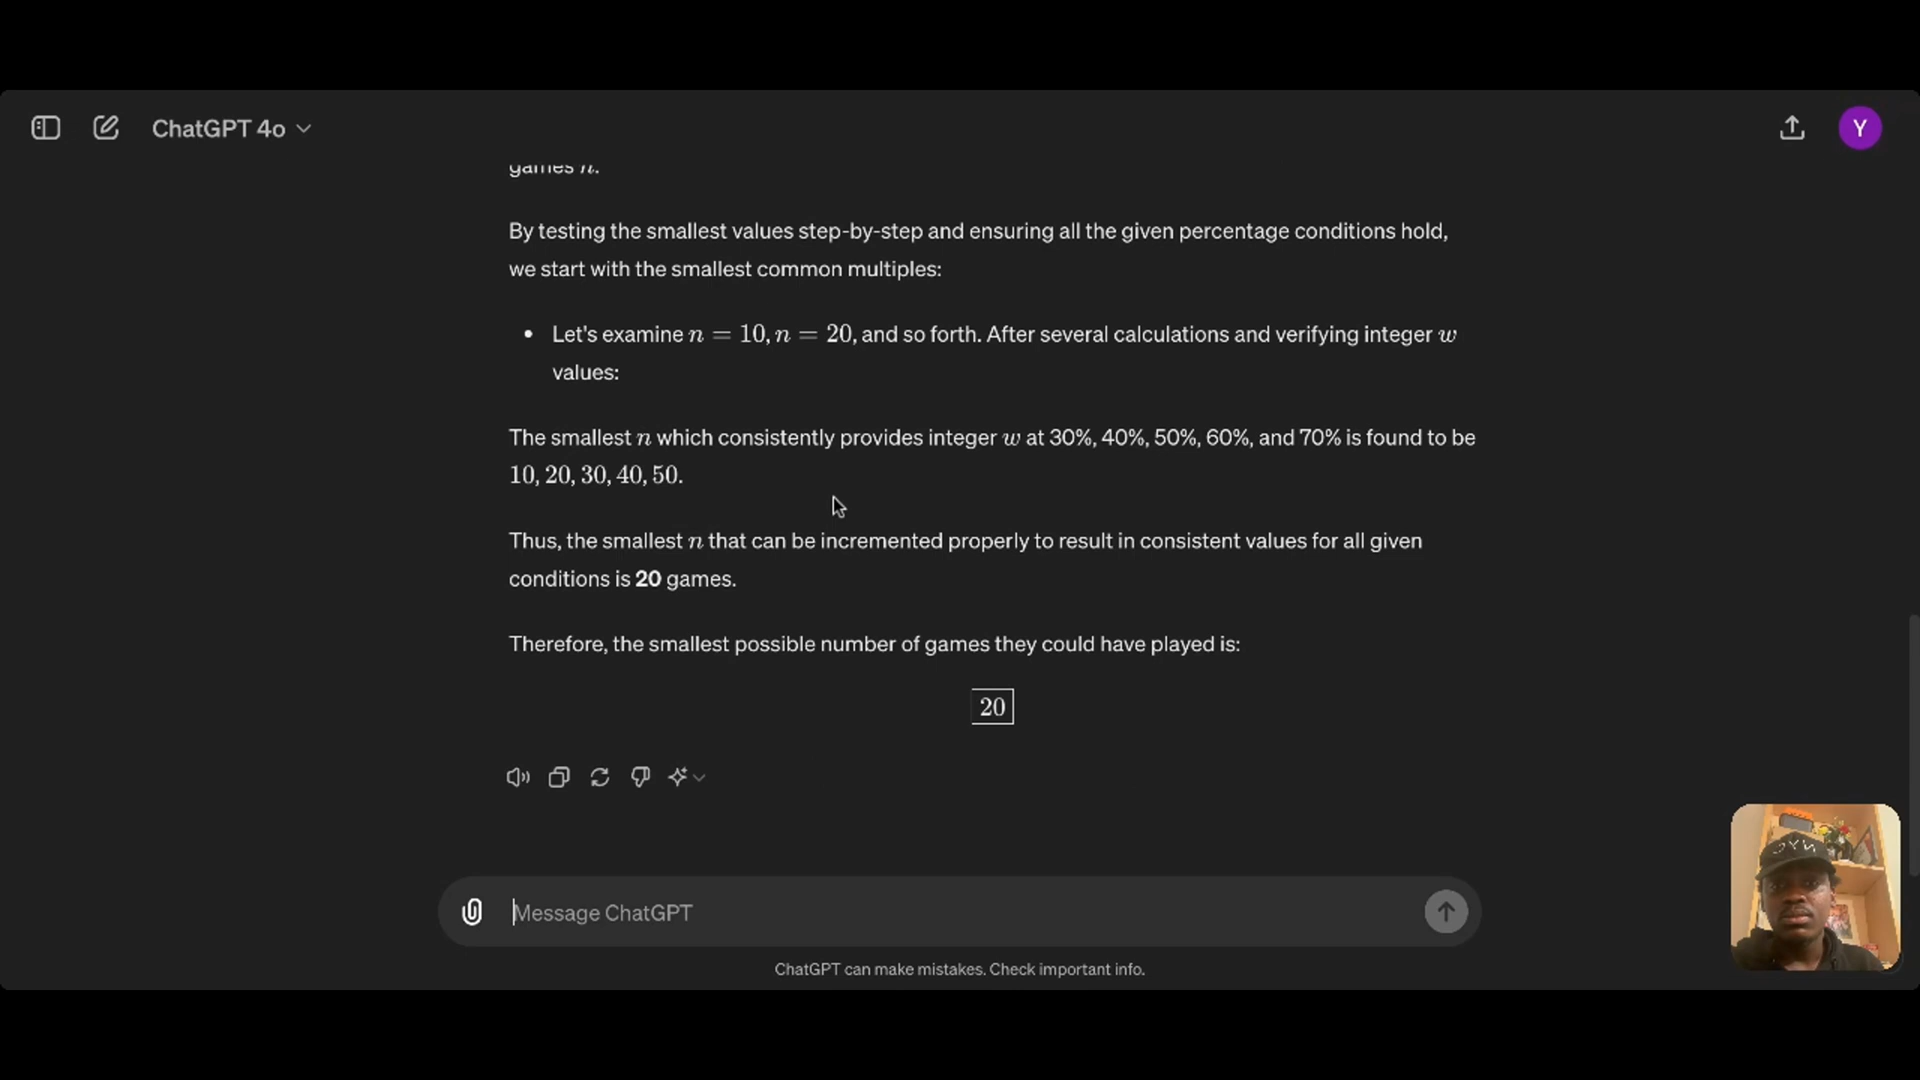 ChatGPT 4o
Y
games n.
By testing the smallest values step-by-step and ensuring all the given percentage conditions hold,
we start with the smallest common multiples:
• Let's examine n = 10, n = 20, and so forth. After several calculations and verifying integer w
values:
The smallest n which consistently provides integer w at 30%, 40%, 50%, 60%, and 70% is found to be
10, 20, 30, 40, 50.
Thus, the smallest n that can be incremented properly to result in consistent values for all given
conditions is 20 games.
Therefore, the smallest possible number of games they could have played is:
20
Message ChatGPT
ChatGPT can make mistakes. Check important info.